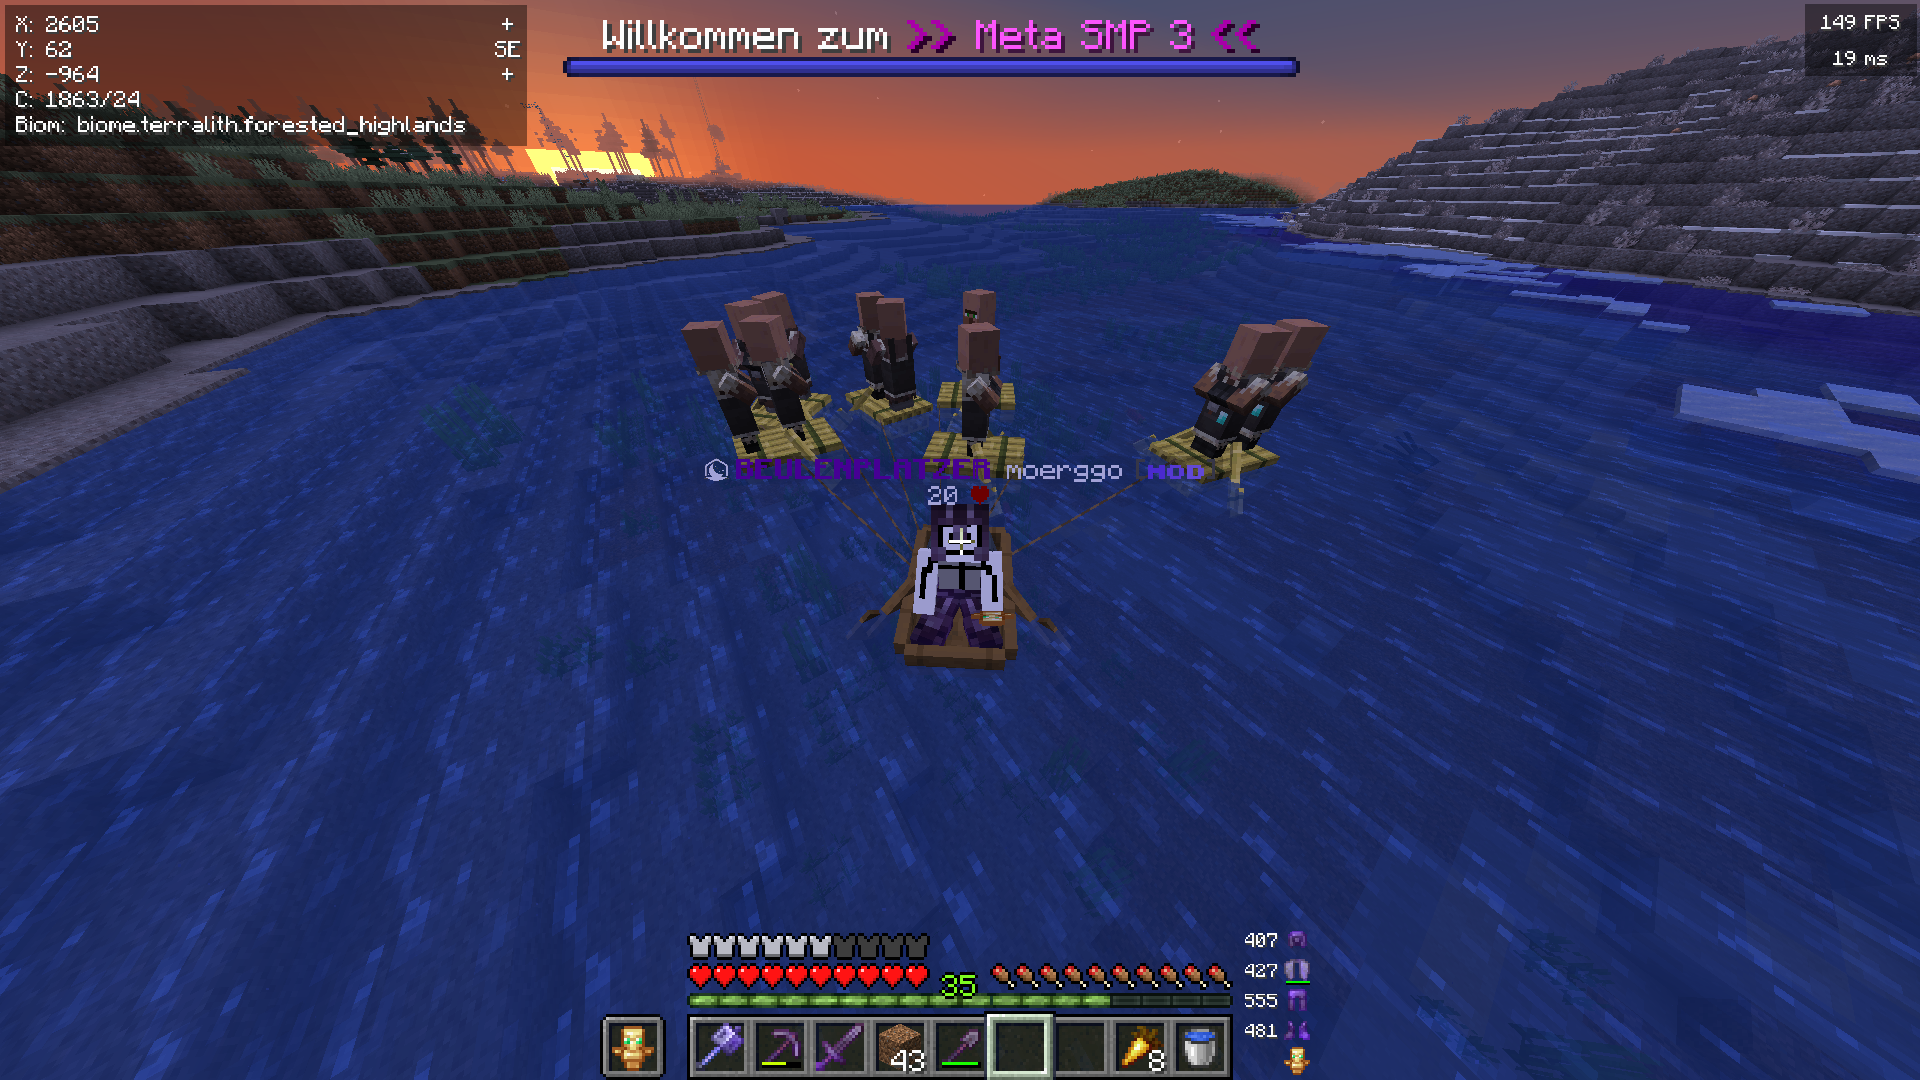 X: 2605 +
Y: 62 SE
Z: -964 +
C: 1863/24
Biom: biome.terralith.forested_highlands
Willkommen zum >> Meta SMP 3 <<
149 FPS
19 ms
BEULENPLATZER moerggo [MOD]
20
407
427
555
481
35
43
8